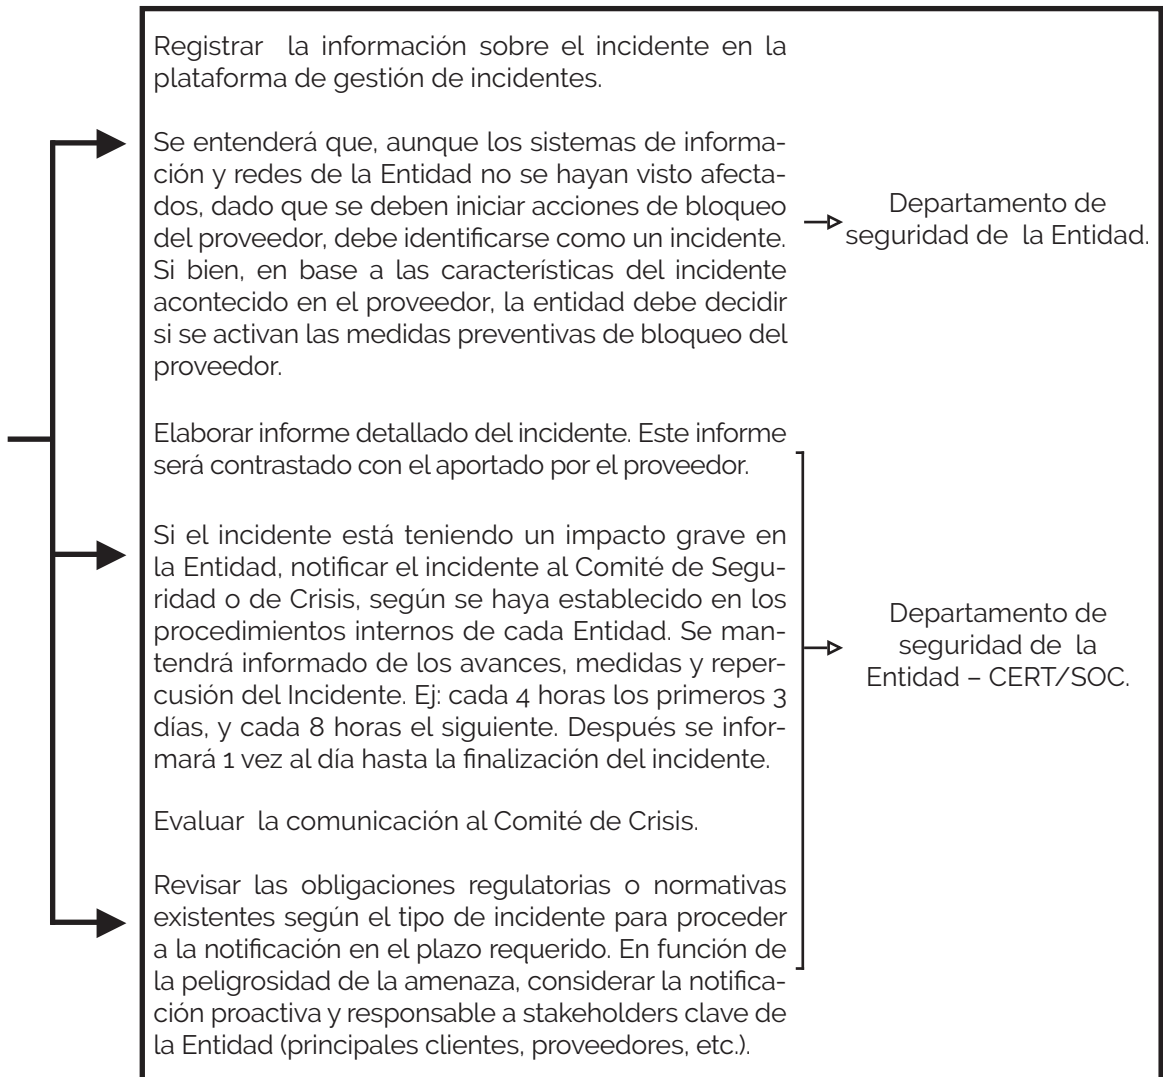 Registrar la información sobre el incidente en la
plataforma de gestión de incidentes.
Se entenderá que, aunque los sistemas de informa-
ción y redes de la Entidad no se hayan visto afecta-
dos, dado que se deben iniciar acciones de bloqueo
del proveedor, debe identificarse como un incidente.
Si bien, en base a las características del incidente
acontecido en el proveedor, la entidad debe decidir
si se activan las medidas preventivas de bloqueo del
proveedor.
Departamento de
seguridad de la Entidad.
Elaborar informe detallado del incidente. Este informe
será contrastado con el aportado por el proveedor.
Si el incidente está teniendo un impacto grave en
la Entidad, notificar el incidente al Comité de Segu-
ridad o de Crisis, según se haya establecido en los
procedimientos internos de cada Entidad. Se man-
tendrá informado de los avances, medidas y reper-
cusión del Incidente. Ej: cada 4 horas los primeros 3
días, y cada 8 horas el siguiente. Después se infor-
mará 1 vez al día hasta la finalización del incidente.
Evaluar la comunicación al Comité de Crisis.
Revisar las obligaciones regulatorias o normativas
existentes según el tipo de incidente para proceder
a la notificación en el plazo requerido. En función de
la peligrosidad de la amenaza, considerar la notifica-
ción proactiva y responsable a stakeholders clave de
la Entidad (principales clientes, proveedores, etc.).
Departamento de
seguridad de la
Entidad – CERT/SOC.